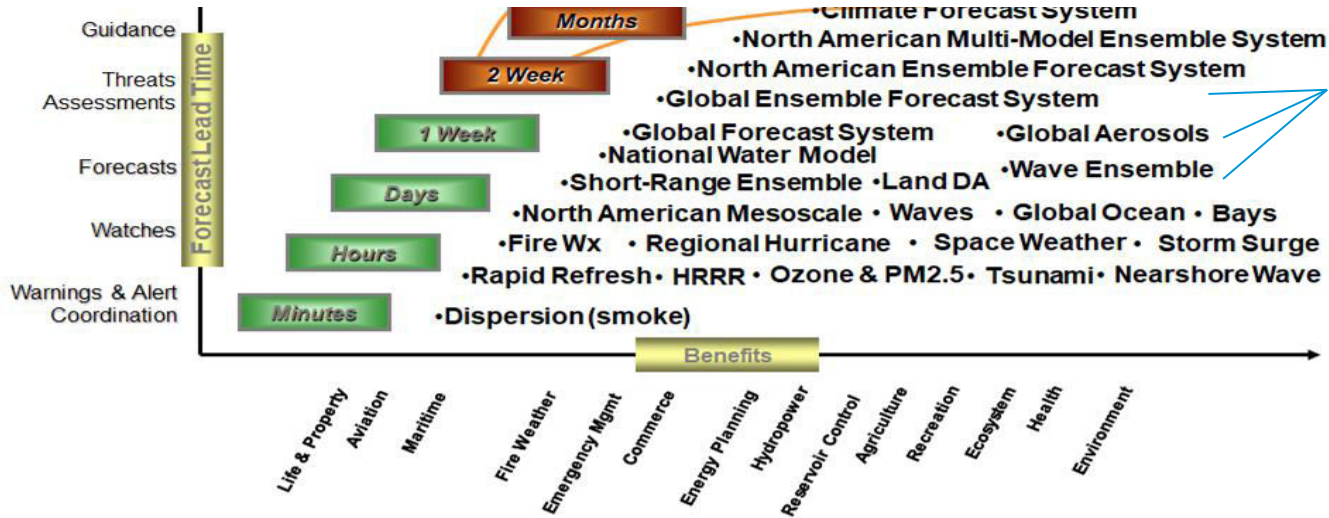 Months
•Climate Forecast System
Guidance
•North American Multi-Model Ensemble System
2 Week
•North American Ensemble Forecast System
Threats
Assessments
•Global Ensemble Forecast System
1 Week
•Global Forecast System
•Global Aerosols
•National Water Model
Forecasts
•Wave Ensemble
Days
•Short-Range Ensemble
•Land DA
•North American Mesoscale
• Waves
• Global Ocean
• Bays
Watches
Hours
•Fire Wx
• Regional Hurricane
• Space Weather
• Storm Surge
•Rapid Refresh
• HRRR
• Ozone & PM2.5
• Tsunami
• Nearshore Wave
Warnings & Alert
Coordination
Minutes
•Dispersion (smoke)
Forecast Lead Time
Benefits
Life & Property
Aviation
Maritime
Fire Weather
Emergency Mgmt
Commerce
Energy Planning
Hydropower
Reservoir Control
Agriculture
Recreation
Ecosystem
Health
Environment